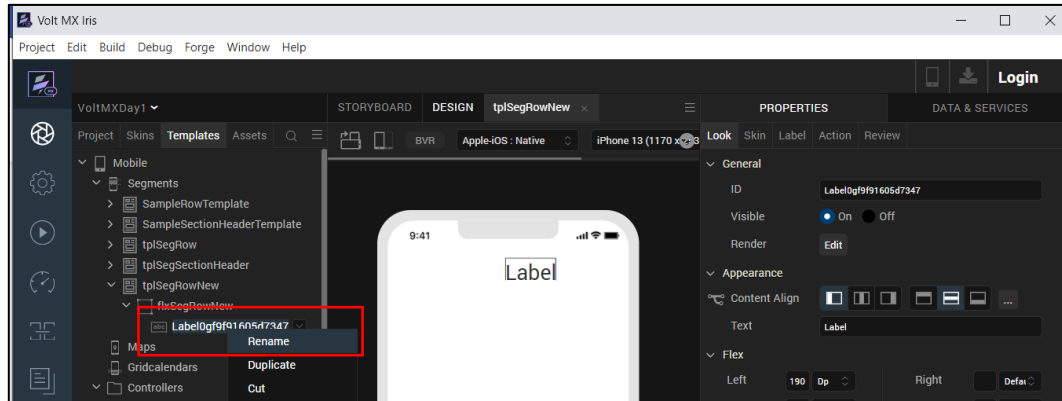 Volt MX Iris
Project Edit Build Debug Forge Window Help
Login
VoltMXDay1
STORYBOARD DESIGN tplSegRowNew
PROPERTIES DATA & SERVICES
Project Skins Templates Assets
BVR Apple-iOS : Native iPhone 13 (1170 x
Look Skin Label Action Review
Mobile
Segments
SampleRowTemplate
SampleSectionHeaderTemplate
tplSegRow
tplSegSectionHeader
tplSegRowNew
flxSegRowNew
abc Label0gf9f91605d7347
Rename
Maps
Duplicate
Gridcalendars
Cut
Controllers
9:41
Label
General
ID Label0gf9f91605d7347
Visible On Off
Render Edit
Appearance
Content Align ...
Text Label
Flex
Left 190 Dp Right Defau